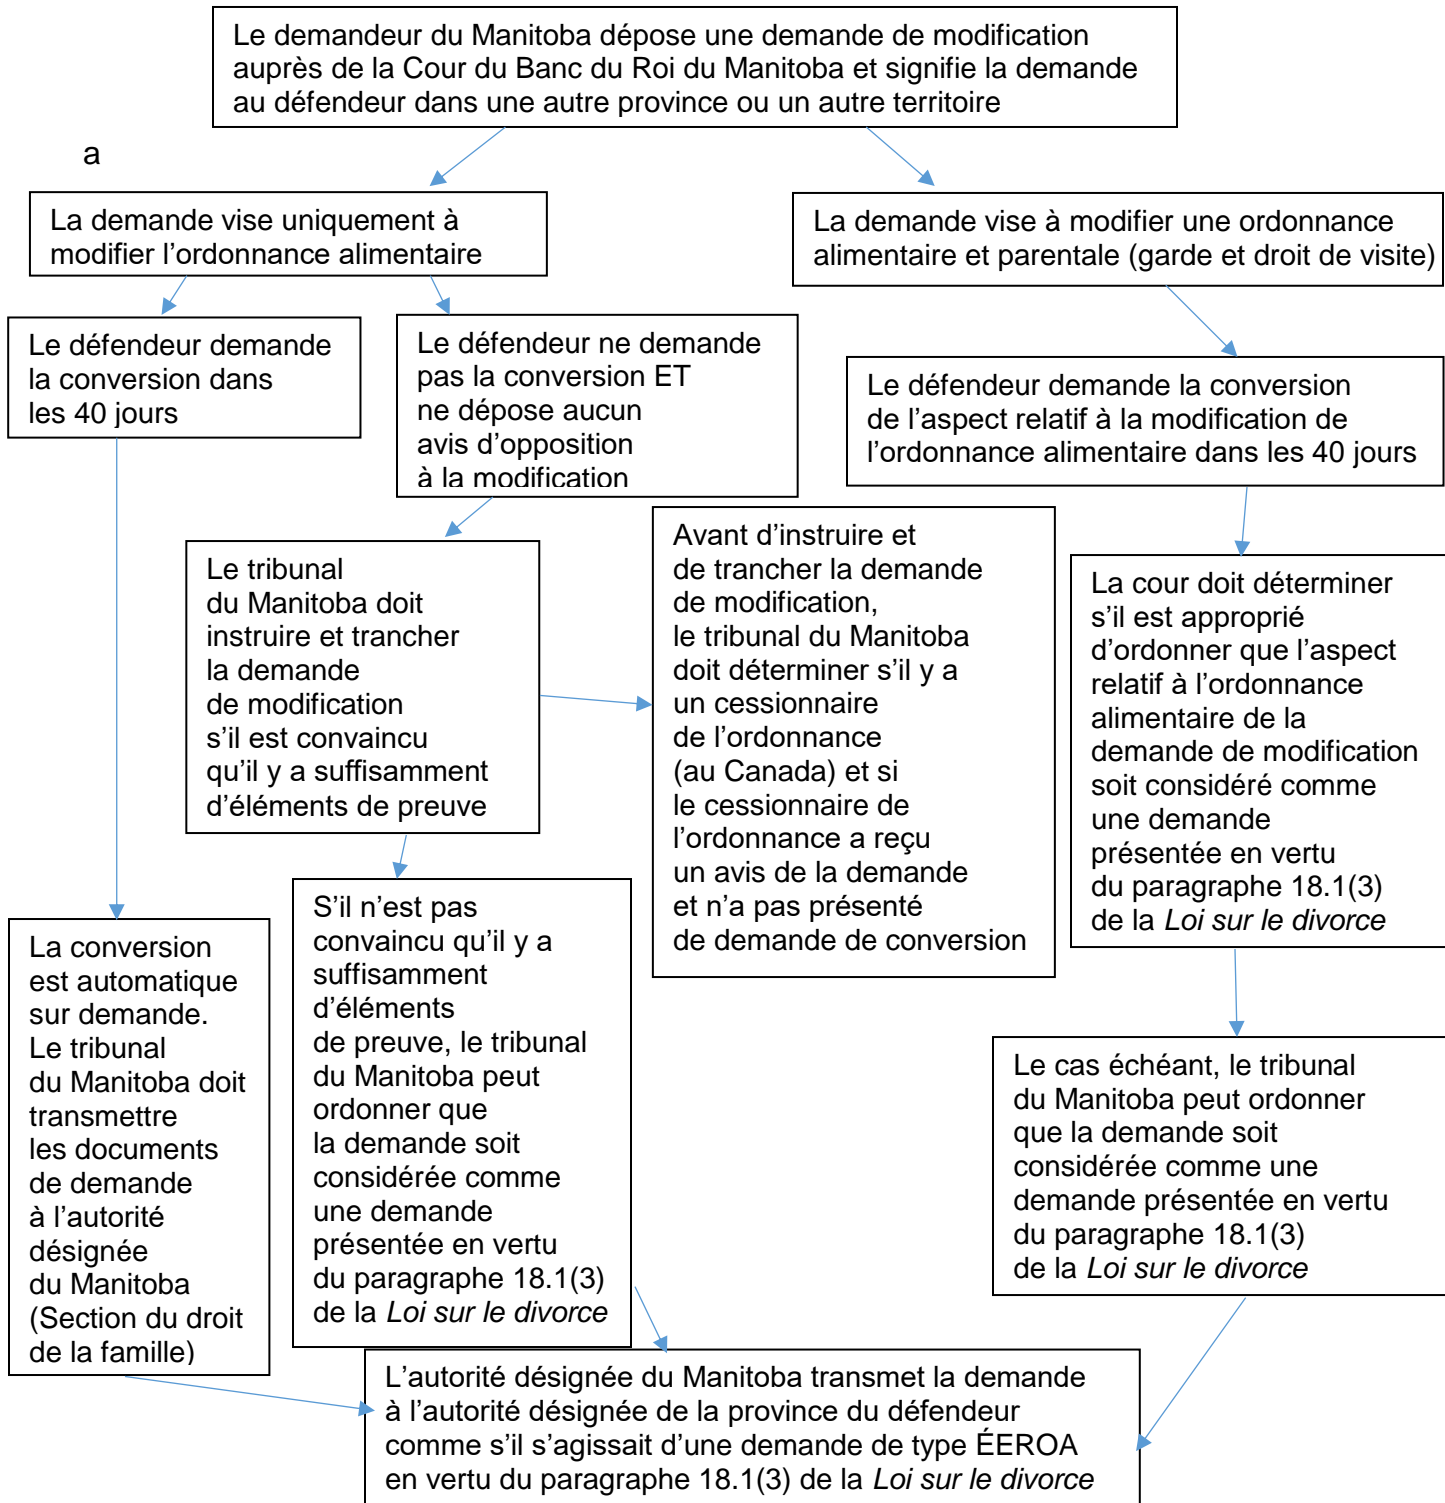 Le demandeur du Manitoba dépose une demande de modification
auprès de la Cour du Banc du Roi du Manitoba et signifie la demande
au défendeur dans une autre province ou un autre territoire
a
La demande vise uniquement à
modifier l’ordonnance alimentaire
La demande vise à modifier une ordonnance
alimentaire et parentale (garde et droit de visite)
Le défendeur demande
la conversion dans
les 40 jours
Le défendeur ne demande
pas la conversion ET
ne dépose aucun
avis d’opposition
à la modification
Le défendeur demande la conversion
de l’aspect relatif à la modification de
l’ordonnance alimentaire dans les 40 jours
Le tribunal
du Manitoba doit
instruire et trancher
la demande
de modification
s’il est convaincu
qu’il y a suffisamment
d’éléments de preuve
Avant d’instruire et
de trancher la demande
de modification,
le tribunal du Manitoba
doit déterminer s’il y a
un cessionnaire
de l’ordonnance
(au Canada) et si
le cessionnaire de
l’ordonnance a reçu
un avis de la demande
et n’a pas présenté
de demande de conversion
La cour doit déterminer
s’il est approprié
d’ordonner que l’aspect
relatif à l’ordonnance
alimentaire de la
demande de modification
soit considéré comme
une demande
présentée en vertu
du paragraphe 18.1(3)
de la Loi sur le divorce
La conversion
est automatique
sur demande.
Le tribunal
du Manitoba doit
transmettre
les documents
de demande
à l’autorité
désignée
du Manitoba
(Section du droit
de la famille)
S’il n’est pas
convaincu qu’il y a
suffisamment
d’éléments
de preuve, le tribunal
du Manitoba peut
ordonner que
la demande soit
considérée comme
une demande
présentée en vertu
du paragraphe 18.1(3)
de la Loi sur le divorce
Le cas échéant, le tribunal
du Manitoba peut ordonner
que la demande soit
considérée comme une
demande présentée en vertu
du paragraphe 18.1(3)
de la Loi sur le divorce
L’autorité désignée du Manitoba transmet la demande
à l’autorité désignée de la province du défendeur
comme s’il s’agissait d’une demande de type ÉEROA
en vertu du paragraphe 18.1(3) de la Loi sur le divorce